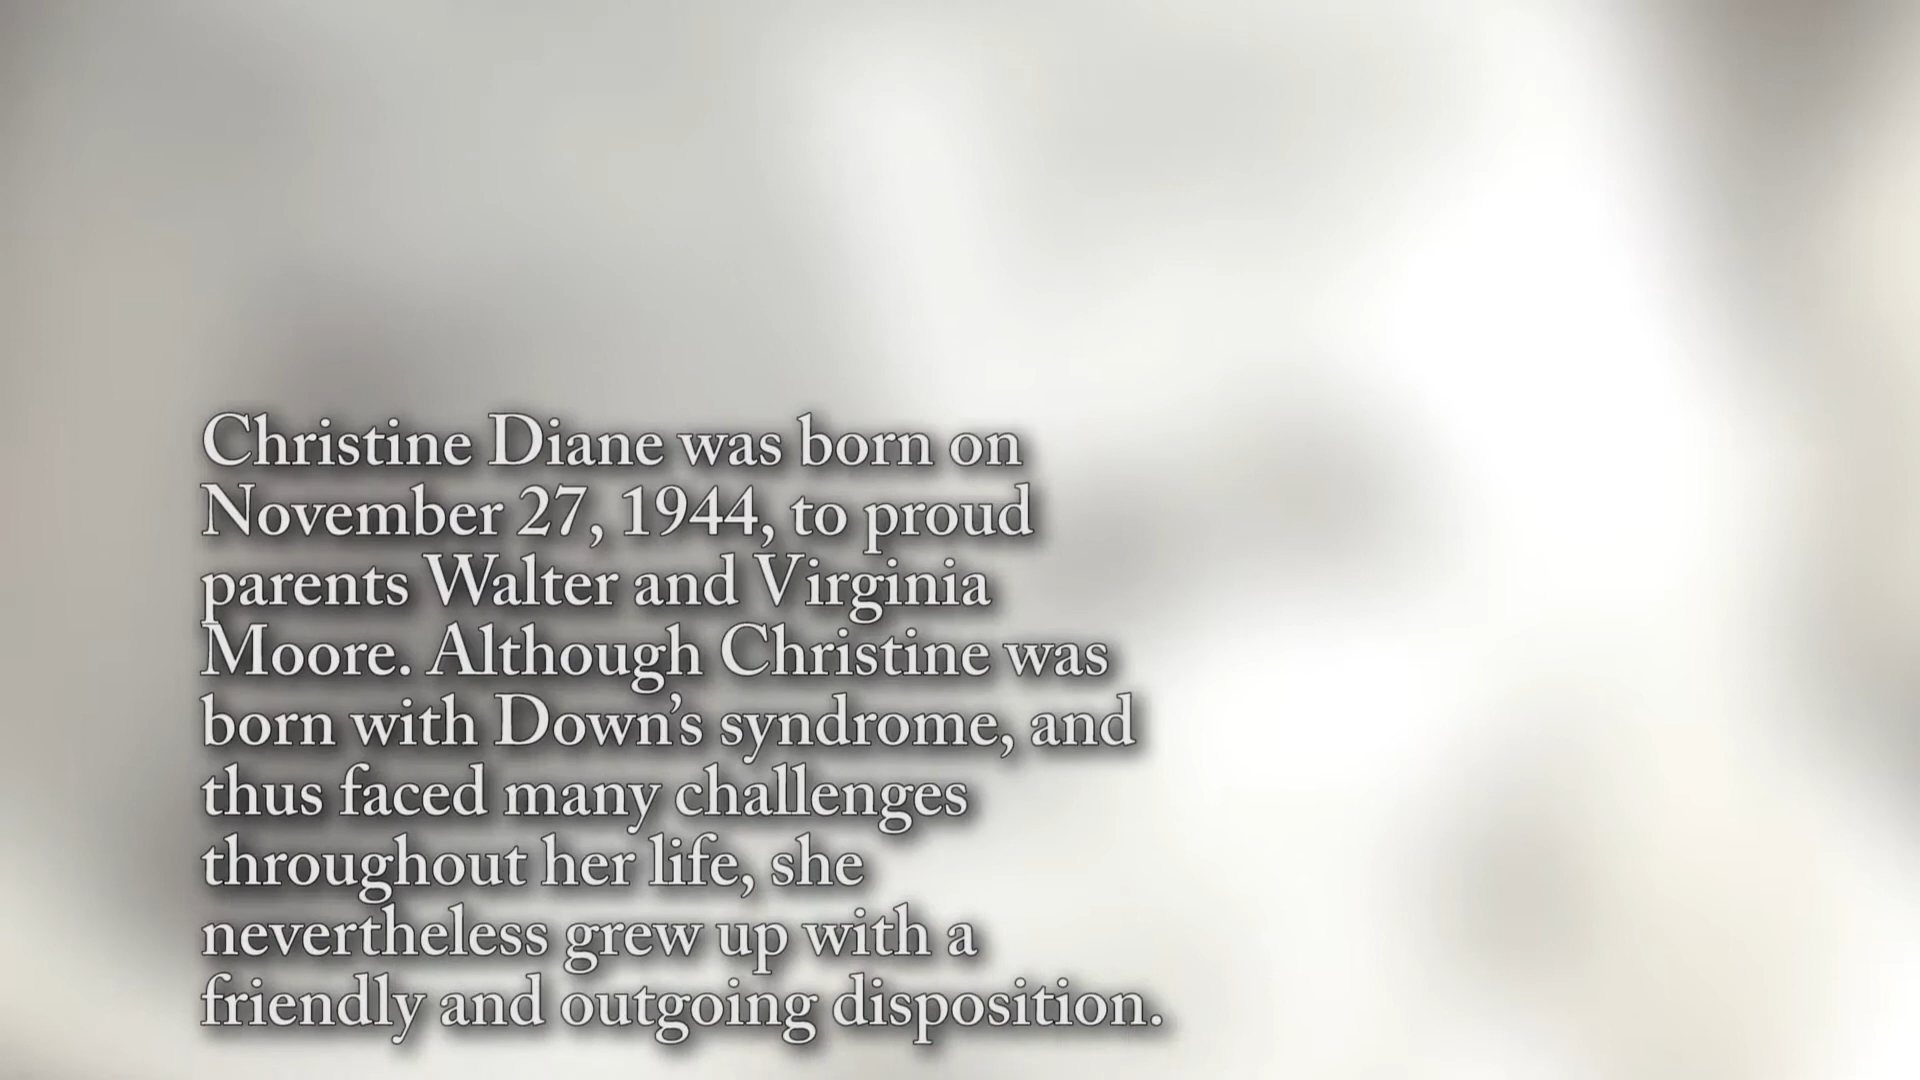 Christine Diane was born on
November 27, 1944, to proud
parents Walter and Virginia
Moore. Although Christine was
born with Down’s syndrome, and
thus faced many challenges
throughout her life, she
nevertheless grew up with a
friendly and outgoing disposition.